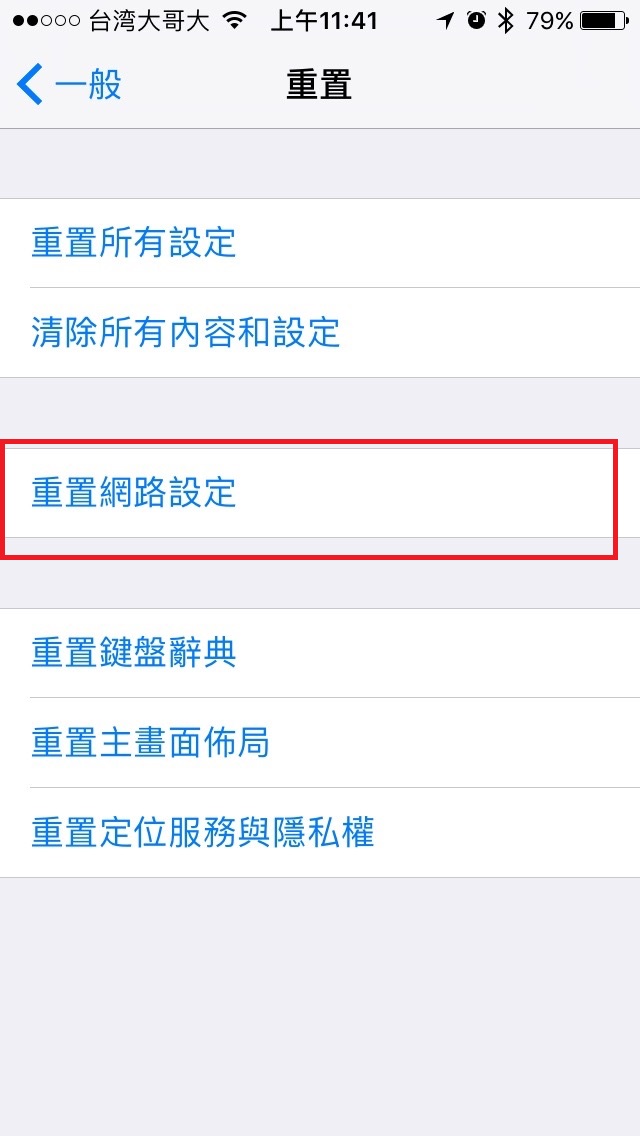 台湾大哥大 上午11:41 79%
一般 重置
重置所有設定
清除所有內容和設定
重置網路設定
重置鍵盤辭典
重置主畫面佈局
重置定位服務與隱私權